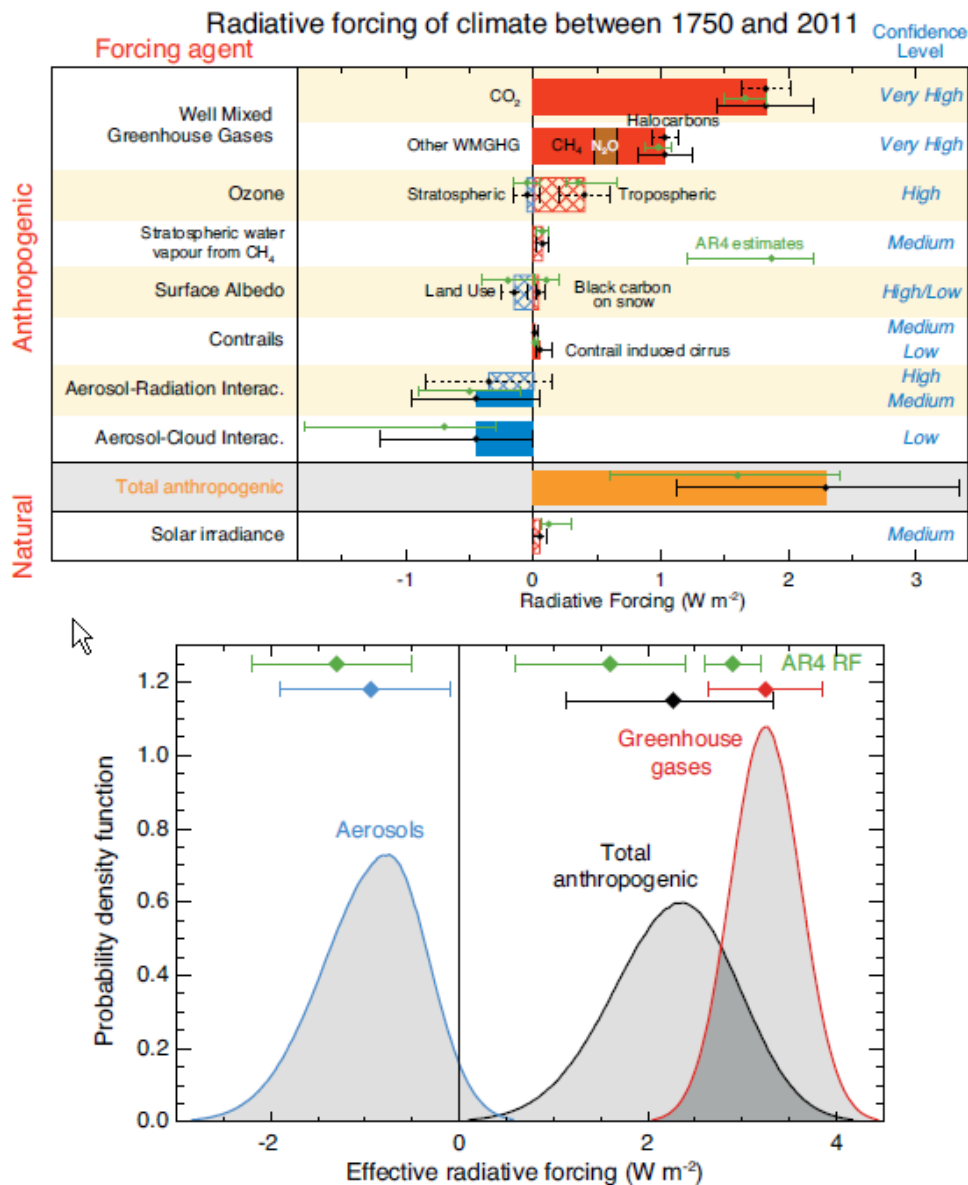 Radiative forcing of climate between 1750 and 2011
Forcing agent
Confidence
Level
Anthropogenic
Natural
Well Mixed
Greenhouse Gases
CO₂
Very High
Other WMGHG
CH₄
N₂O
Halocarbons
Very High
Ozone
Stratospheric
Tropospheric
High
Stratospheric water
vapour from CH₄
AR4 estimates
Medium
Surface Albedo
Land Use
Black carbon
on snow
High/Low
Contrails
Contrail induced cirrus
Medium
Low
Aerosol-Radiation Interac.
High
Medium
Aerosol-Cloud Interac.
Low
Total anthropogenic
Solar irradiance
Medium
-1 0 1 2 3
Radiative Forcing (W m⁻²)
AR4 RF
Greenhouse
gases
Aerosols
Total
anthropogenic
Probability density function
1.2
1.0
0.8
0.6
0.4
0.2
0.0
-2 0 2 4
Effective radiative forcing (W m⁻²)